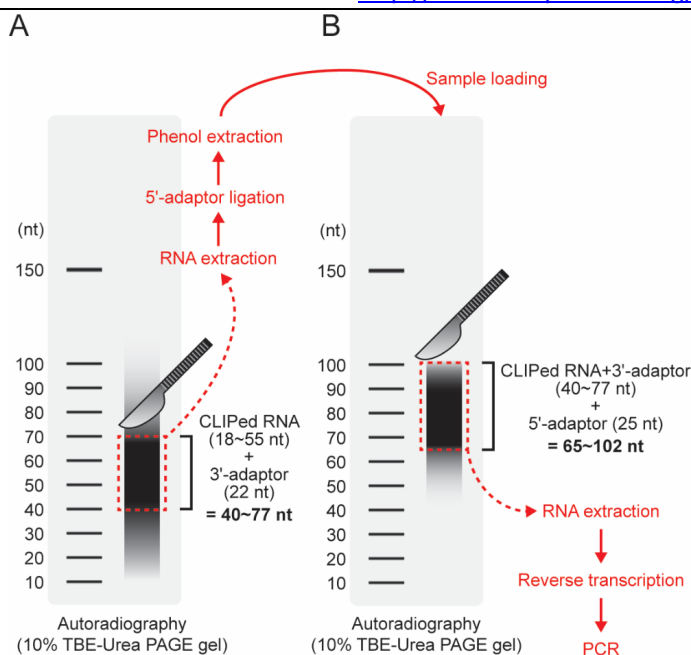 A
(nt)
150
100
90
80
70
60
50
40
30
20
10
Phenol extraction
5'-adaptor ligation
RNA extraction
CLIPed RNA
(18~55 nt)
+
3'-adaptor
(22 nt)
= 40~77 nt
Autoradiography
(10% TBE-Urea PAGE gel)
B
Sample loading
(nt)
150
100
90
80
70
60
50
40
30
20
10
CLIPed RNA+3'-adaptor
(40~77 nt)
+
5'-adaptor (25 nt)
= 65~102 nt
RNA extraction
Reverse transcription
PCR
Autoradiography
(10% TBE-Urea PAGE gel)